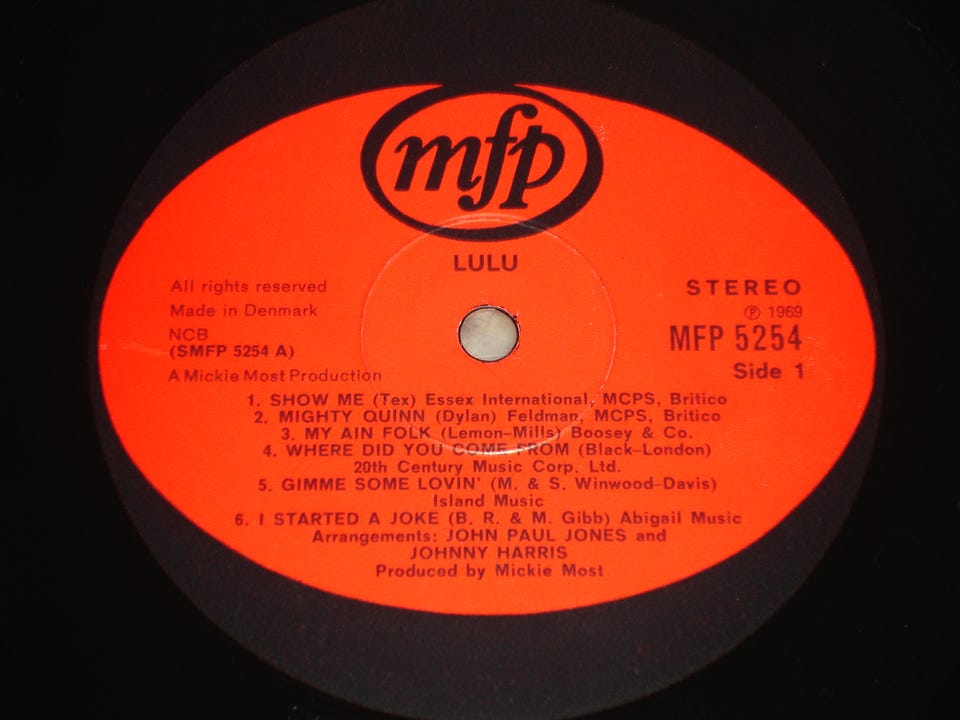 mfp
LULU
All rights reserved
Made in Denmark
NCB
(SMFP 5254 A)
A Mickie Most Production
STEREO
Ⓟ 1969
MFP 5254
Side 1
1. SHOW ME (Tex) Essex International, MCPS, Britico
2. MIGHTY QUINN (Dylan) Feldman, MCPS, Britico
3. MY AIN FOLK (Lemon–Mills) Boosey & Co.
4. WHERE DID YOU COME FROM (Black–London)
20th Century Music Corp. Ltd.
5. GIMME SOME LOVIN' (M. & S. Winwood–Davis)
Island Music
6. I STARTED A JOKE (B. R. & M. Gibb) Abigail Music
Arrangements: JOHN PAUL JONES and
JOHNNY HARRIS
Produced by Mickie Most